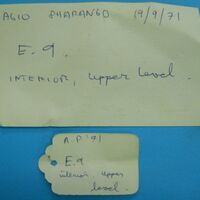 AGIO PHARANGO 19/9/71
E.9.
INTERIOR, upper level.
A.P. '71
E.9
interior, upper
level.